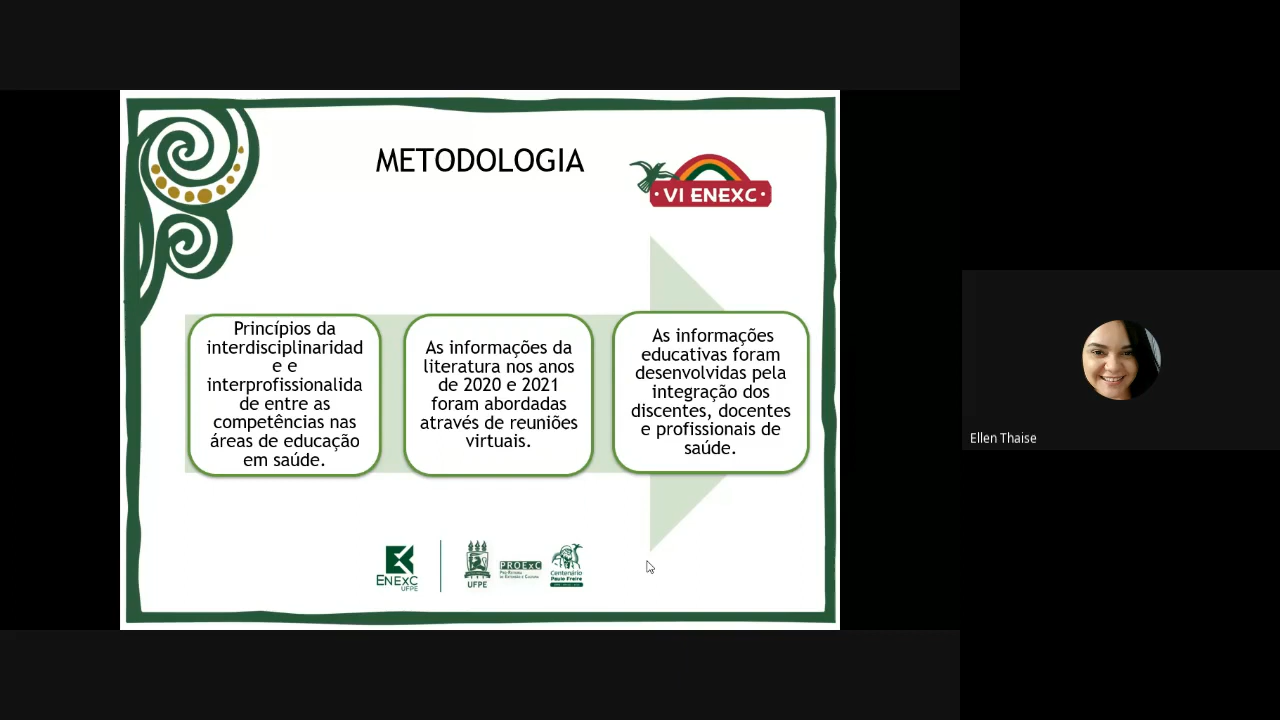 METODOLOGIA
VI ENEXC
Princípios da
interdisciplinaridad
e e
interprofissionalida
de entre as
competências nas
áreas de educação
em saúde.
As informações da
literatura nos anos
de 2020 e 2021
foram abordadas
através de reuniões
virtuais.
As informações
educativas foram
desenvolvidas pela
integração dos
discentes, docentes
e profissionais de
saúde.
ENEXC
UFPE
UFPE
PROEXC
Centenário
Paulo Freire
Ellen Thaise